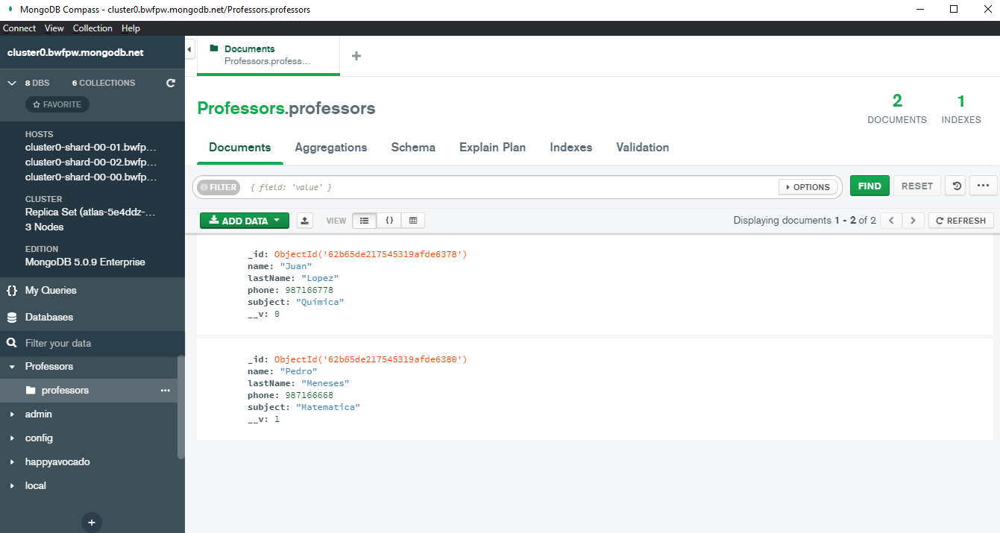 MongoDB Compass - cluster0.bwfpw.mongodb.net/Professors.professors
Connect View Collection Help
cluster0.bwfpw.mongodb.net
8 DBS 6 COLLECTIONS
FAVORITE
HOSTS
cluster0-shard-00-01.bwfp...
cluster0-shard-00-02.bwfp...
cluster0-shard-00-00.bwfp...
CLUSTER
Replica Set (atlas-5e4ddz-...
3 Nodes
EDITION
MongoDB 5.0.9 Enterprise
{} My Queries
Databases
Filter your data
Professors
professors ...
admin
config
happyavocado
local
+
Documents
Professors.profess...
+
Professors.professors
2
DOCUMENTS
1
INDEXES
Documents Aggregations Schema Explain Plan Indexes Validation
FILTER { field: 'value' } OPTIONS FIND RESET ...
ADD DATA VIEW {} Displaying documents 1 - 2 of 2 < > REFRESH
_id: ObjectId('62b65de217545319afde6378')
name: "Juan"
lastName: "Lopez"
phone: 987166778
subject: "Química"
__v: 0
_id: ObjectId('62b65de217545319afde6380')
name: "Pedro"
lastName: "Meneses"
phone: 987166668
subject: "Matematica"
__v: 1